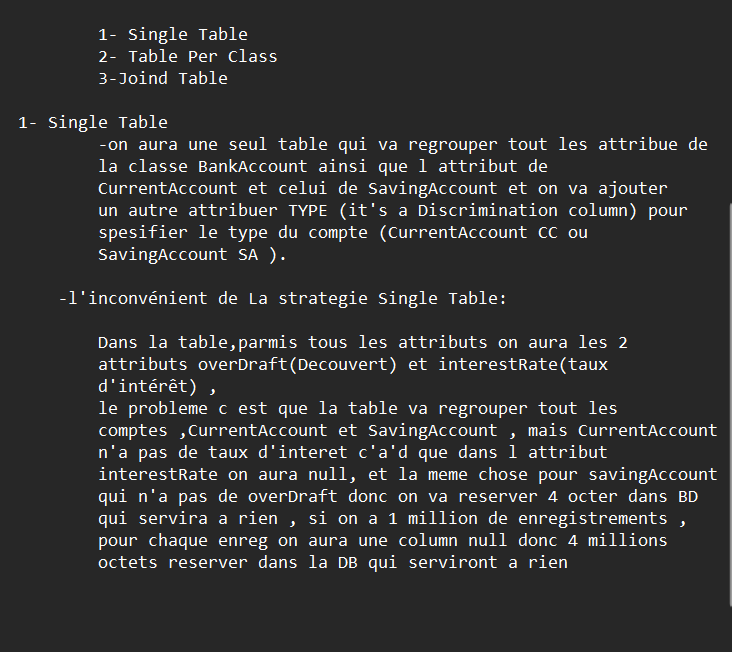 1- Single Table
2- Table Per Class
3-Joind Table
1- Single Table
-on aura une seul table qui va regrouper tout les attribue de
la classe BankAccount ainsi que l attribut de
CurrentAccount et celui de SavingAccount et on va ajouter
un autre attribuer TYPE (it's a Discrimination column) pour
spesifier le type du compte (CurrentAccount CC ou
SavingAccount SA ).
-l'inconvénient de La strategie Single Table:
Dans la table,parmis tous les attributs on aura les 2
attributs overDraft(Decouvert) et interestRate(taux
d'intérêt) ,
le probleme c est que la table va regrouper tout les
comptes ,CurrentAccount et SavingAccount , mais CurrentAccount
n'a pas de taux d'interet c'a'd que dans l attribut
interestRate on aura null, et la meme chose pour savingAccount
qui n'a pas de overDraft donc on va reserver 4 octer dans BD
qui servira a rien , si on a 1 million de enregistrements ,
pour chaque enreg on aura une column null donc 4 millions
octets reserver dans la DB qui serviront a rien